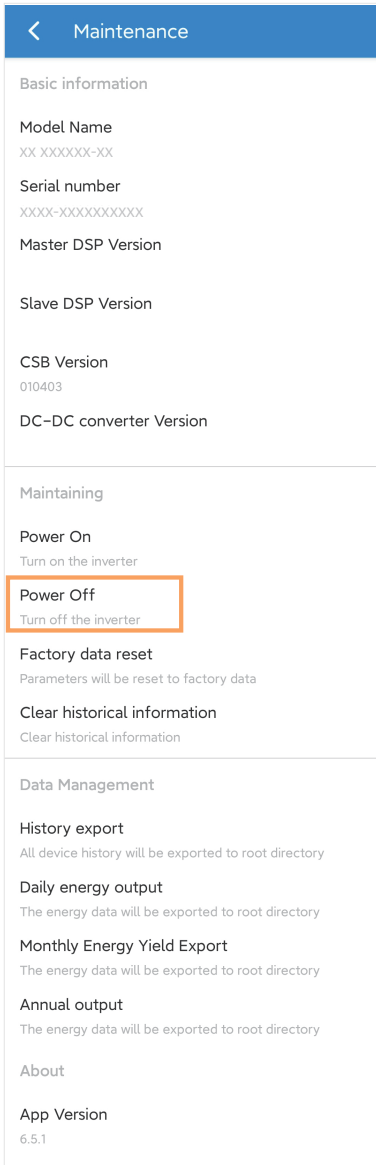 Maintenance
Basic information
Model Name
XX XXXXXX-XX
Serial number
XXXX-XXXXXXXXXX
Master DSP Version
Slave DSP Version
CSB Version
010403
DC-DC converter Version
Maintaining
Power On
Turn on the inverter
Power Off
Turn off the inverter
Factory data reset
Parameters will be reset to factory data
Clear historical information
Clear historical information
Data Management
History export
All device history will be exported to root directory
Daily energy output
The energy data will be exported to root directory
Monthly Energy Yield Export
The energy data will be exported to root directory
Annual output
The energy data will be exported to root directory
About
App Version
6.5.1